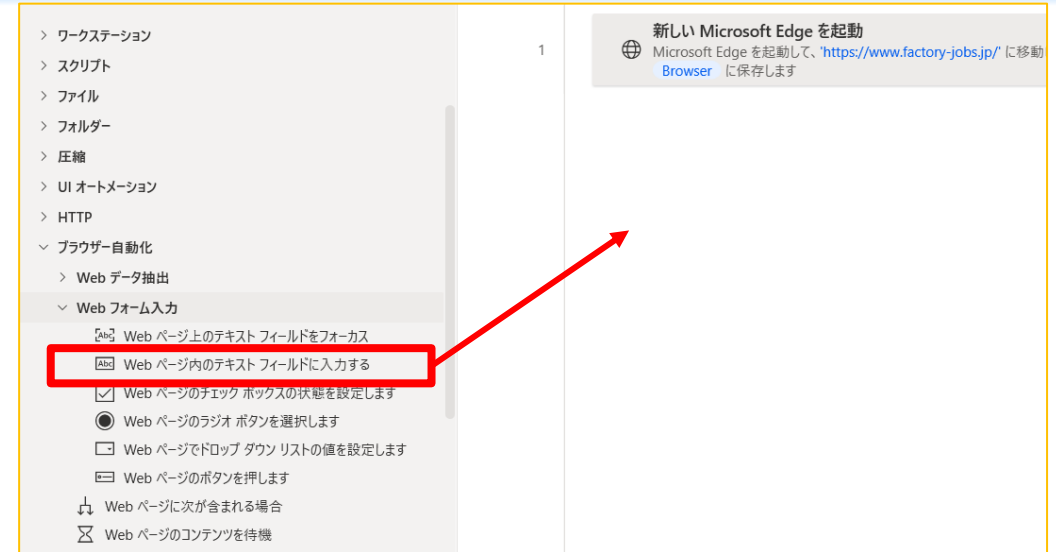 ワークステーション
スクリプト
ファイル
フォルダー
圧縮
UI オートメーション
HTTP
ブラウザー自動化
Web データ抽出
Web フォーム入力
Abc Web ページ上のテキスト フィールドをフォーカス
Abc Web ページ内のテキスト フィールドに入力する
Web ページのチェック ボックスの状態を設定します
Web ページのラジオ ボタンを選択します
Web ページでドロップ ダウン リストの値を設定します
Web ページのボタンを押します
Web ページに次が含まれる場合
Web ページのコンテンツを待機
1
新しい Microsoft Edge を起動
Microsoft Edge を起動して、'https://www.factory-jobs.jp/' に移動
Browser に保存します